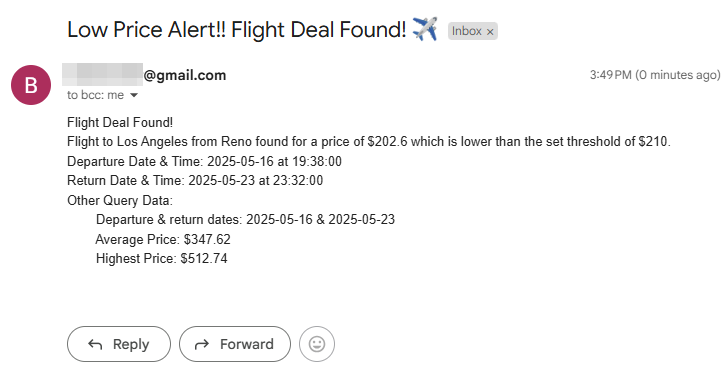 Low Price Alert!! Flight Deal Found! ✈️ Inbox ×
B
@gmail.com 3:49 PM (0 minutes ago)
to bcc: me
Flight Deal Found!
Flight to Los Angeles from Reno found for a price of $202.6 which is lower than the set threshold of $210.
Departure Date & Time: 2025-05-16 at 19:38:00
Return Date & Time: 2025-05-23 at 23:32:00
Other Query Data:
Departure & return dates: 2025-05-16 & 2025-05-23
Average Price: $347.62
Highest Price: $512.74
Reply Forward